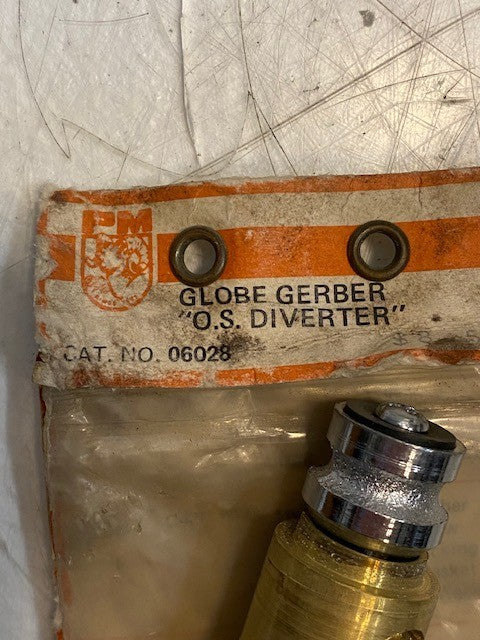 PM
GLOBE GERBER
"O.S. DIVERTER"
CAT. NO. 06028